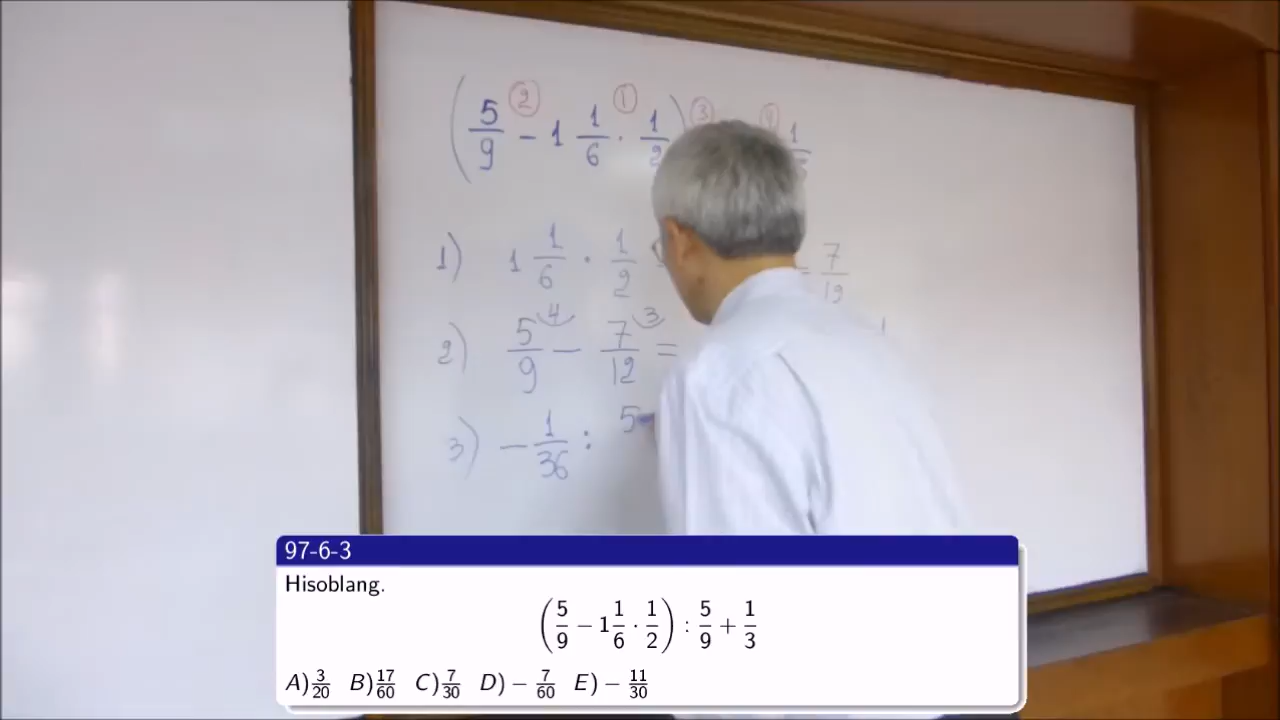 ( 5/9 ② − 1 1/6 ① · 1/2 ) ③ ④ 1
1) 1 1/6 · 1/2 = 7/12
2) 5/9 4 − 7/12 3 =
3) − 1/36 : 5
97-6-3
Hisoblang.
(5/9 − 1 1/6 · 1/2) : 5/9 + 1/3
A) 3/20 B) 17/60 C) 7/30 D) − 7/60 E) − 11/30